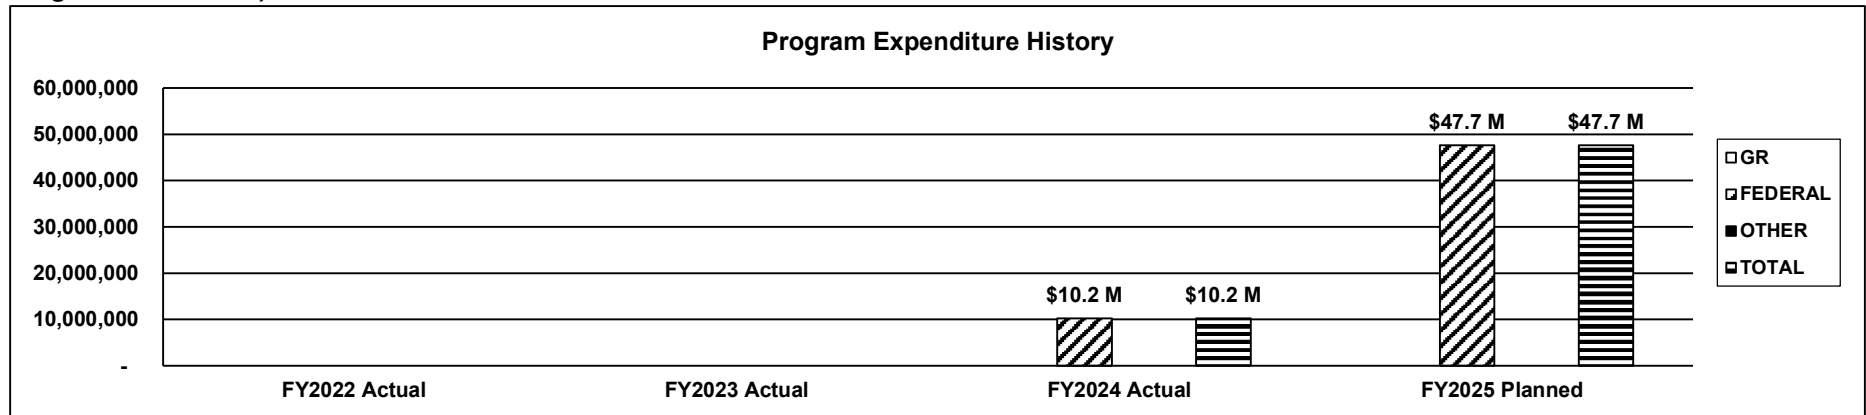 Program Expenditure History
60,000,000
50,000,000
40,000,000
30,000,000
20,000,000
10,000,000
-
$10.2 M
$10.2 M
$47.7 M
$47.7 M
FY2022 Actual
FY2023 Actual
FY2024 Actual
FY2025 Planned
GR
FEDERAL
OTHER
TOTAL